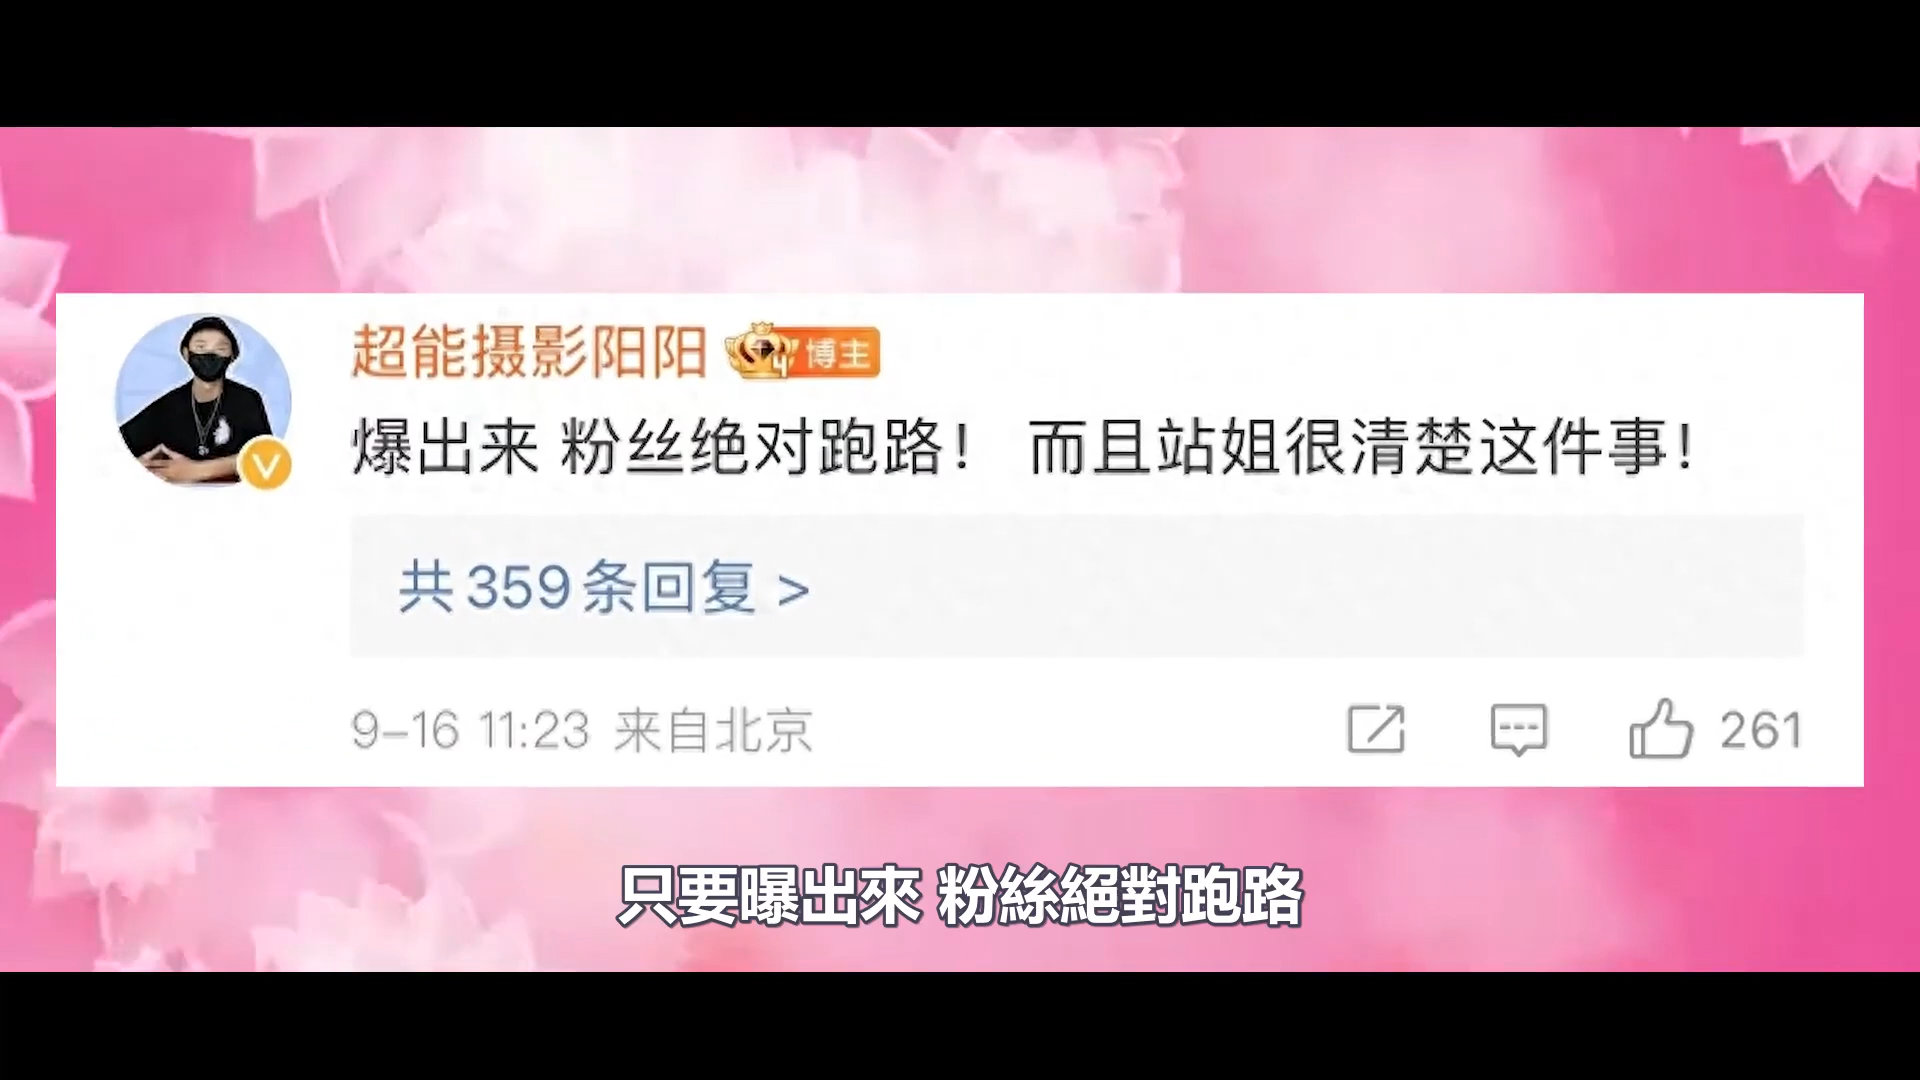 超能摄影阳阳 4 博主
爆出来 粉丝绝对跑路！ 而且站姐很清楚这件事！
共359条回复 >
9-16 11:23 来自北京 261
只要曝出來 粉絲絕對跑路